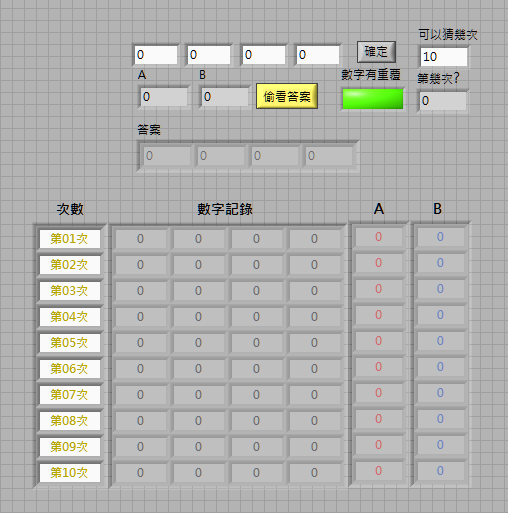 可以猜幾次
0 0 0 0 確定 10
A B 數字有重覆 第幾次?
0 0 偷看答案 0
答案
0 0 0 0
次數 數字記錄 A B
第01次 0 0 0 0 0 0
第02次 0 0 0 0 0 0
第03次 0 0 0 0 0 0
第04次 0 0 0 0 0 0
第05次 0 0 0 0 0 0
第06次 0 0 0 0 0 0
第07次 0 0 0 0 0 0
第08次 0 0 0 0 0 0
第09次 0 0 0 0 0 0
第10次 0 0 0 0 0 0